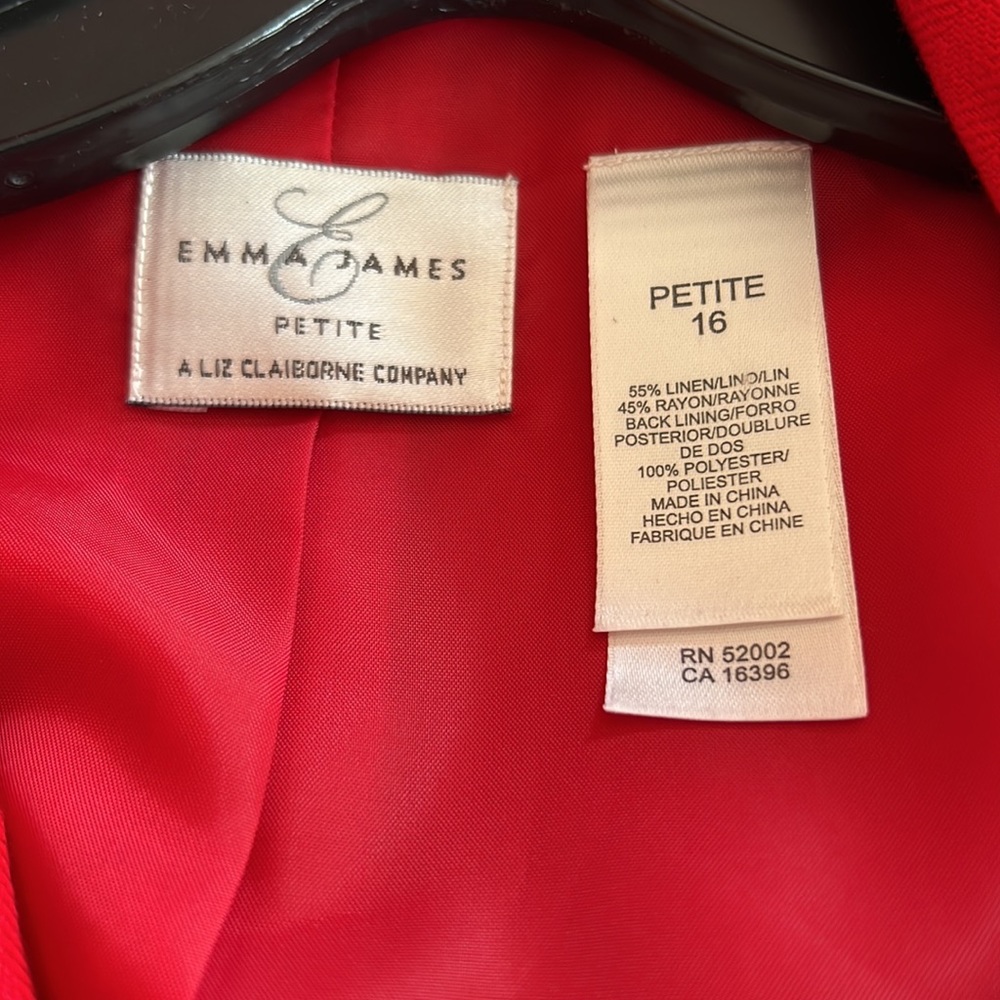 E
EMMA JAMES
PETITE
A LIZ CLAIBORNE COMPANY
PETITE
16
55% LINEN/LINO/LIN
45% RAYON/RAYONNE
BACK LINING/FORRO
POSTERIOR/DOUBLURE
DE DOS
100% POLYESTER/
POLIESTER
MADE IN CHINA
HECHO EN CHINA
FABRIQUE EN CHINE
RN 52002
CA 16396